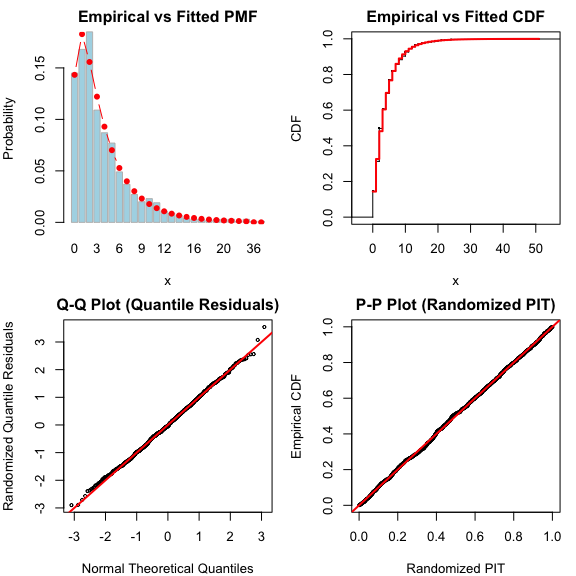 Empirical vs Fitted PMF
Probability
0.00 0.05 0.10 0.15
0 3 6 9 12 16 20 36
x
Empirical vs Fitted CDF
CDF
0.0 0.2 0.4 0.6 0.8 1.0
0 10 20 30 40 50
x
Q-Q Plot (Quantile Residuals)
Randomized Quantile Residuals
-3 -2 -1 0 1 2 3
-3 -2 -1 0 1 2 3
Normal Theoretical Quantiles
P-P Plot (Randomized PIT)
Empirical CDF
0.0 0.2 0.4 0.6 0.8 1.0
0.0 0.2 0.4 0.6 0.8 1.0
Randomized PIT